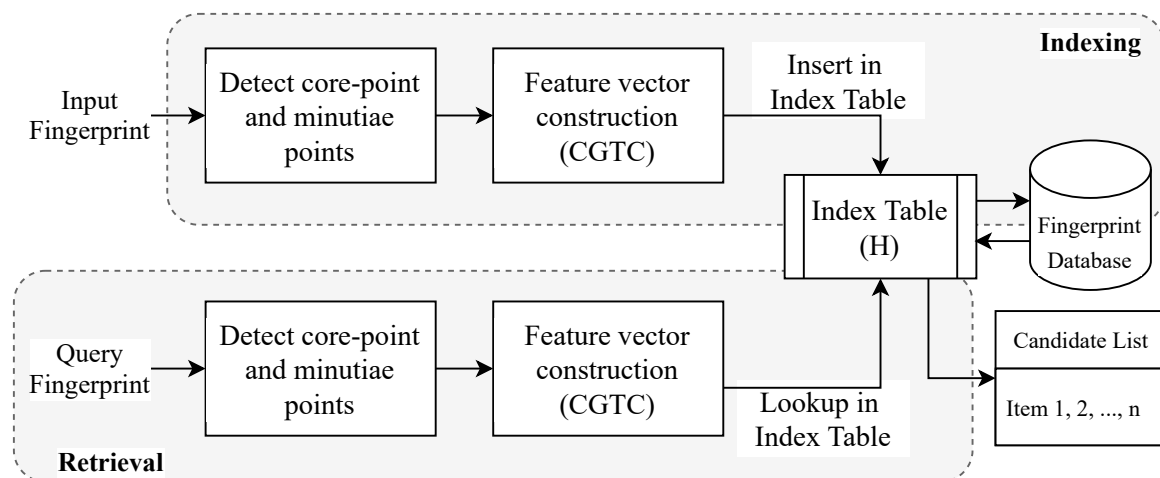 Indexing
Input
Fingerprint
Detect core-point
and minutiae
points
Feature vector
construction
(CGTC)
Insert in
Index Table
Index Table
(H)
Fingerprint
Database
Query
Fingerprint
Detect core-point
and minutiae
points
Feature vector
construction
(CGTC)
Lookup in
Index Table
Candidate List
Item 1, 2, ..., n
Retrieval